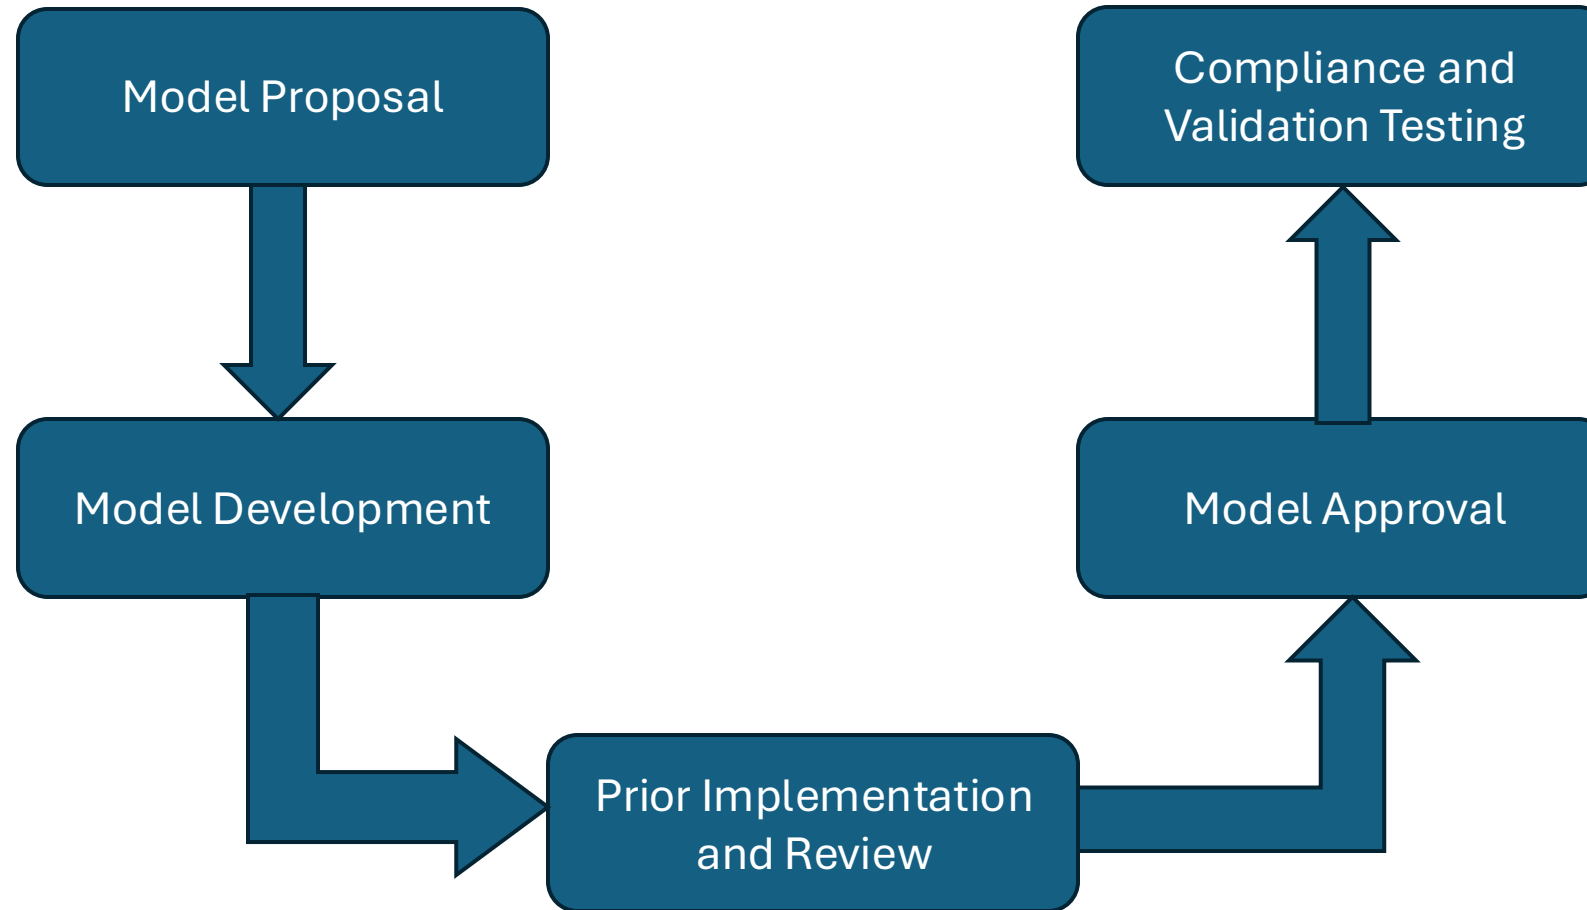 Model Proposal
Model Development
Prior Implementation
and Review
Model Approval
Compliance and
Validation Testing